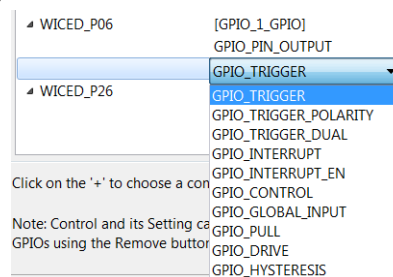 WICED_P06 [GPIO_1_GPIO]
GPIO_PIN_OUTPUT
GPIO_TRIGGER
WICED_P26 GPIO_TRIGGER
GPIO_TRIGGER_POLARITY
GPIO_TRIGGER_DUAL
GPIO_INTERRUPT
GPIO_INTERRUPT_EN
GPIO_CONTROL
GPIO_GLOBAL_INPUT
GPIO_PULL
GPIO_DRIVE
GPIO_HYSTERESIS
Click on the '+' to choose a con
Note: Control and its Setting ca
GPIOs using the Remove button